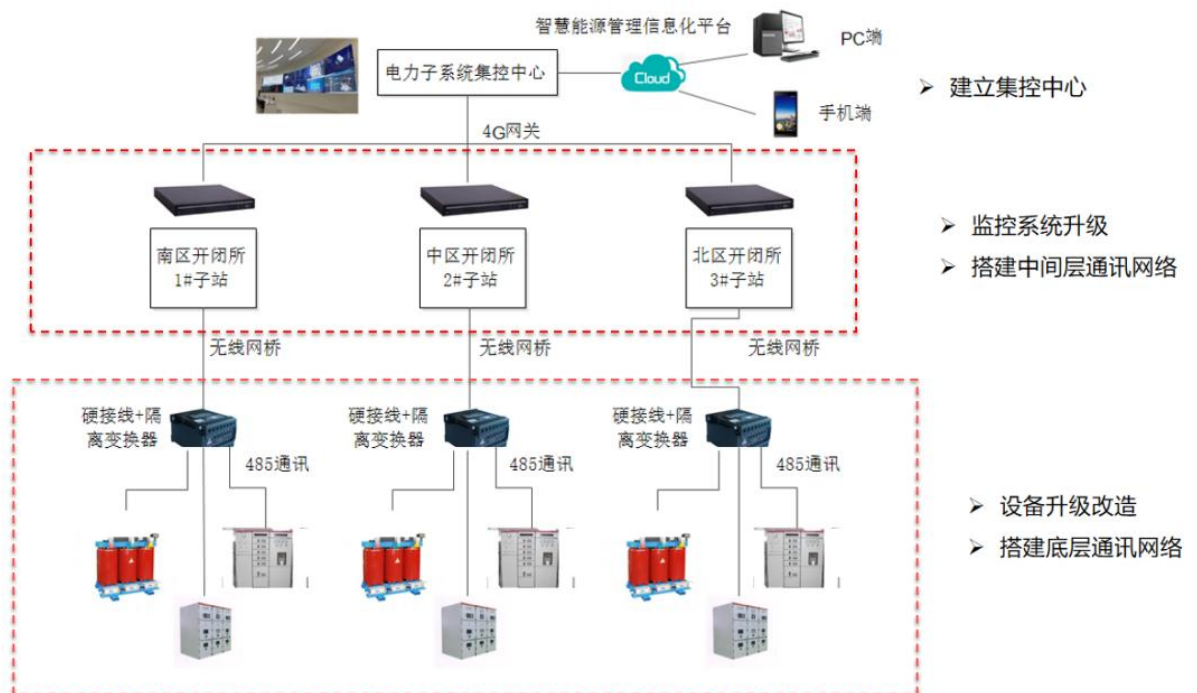 智慧能源管理信息化平台
电力子系统集控中心
Cloud
PC端
手机端
➢ 建立集控中心
4G网关
南区开闭所
1#子站
中区开闭所
2#子站
北区开闭所
3#子站
➢ 监控系统升级
➢ 搭建中间层通讯网络
无线网桥
无线网桥
无线网桥
硬接线+隔
离变换器
485通讯
硬接线+隔
离变换器
485通讯
硬接线+隔
离变换器
485通讯
➢ 设备升级改造
➢ 搭建底层通讯网络